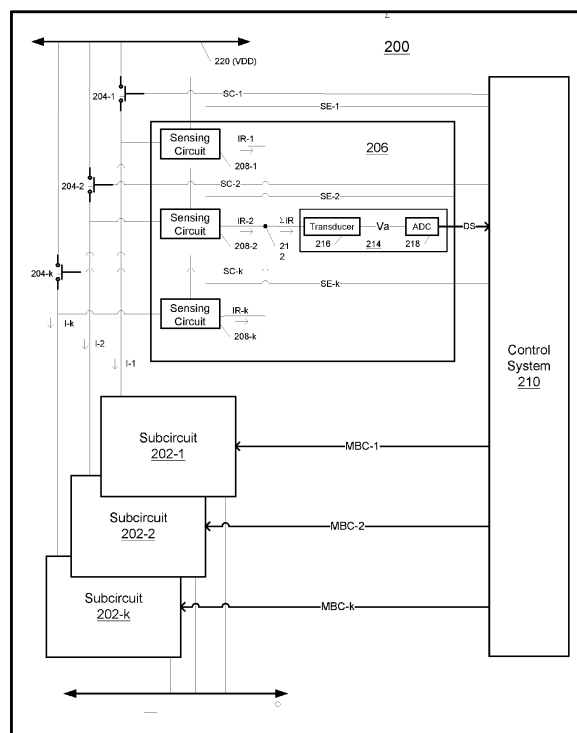 Σ
200
220 (VDD)
204-1
SC-1
SE-1
Sensing
Circuit
IR-1
206
208-1
204-2
SC-2
SE-2
Sensing
Circuit
IR-2
ΣIR
Transducer
Va
ADC
DS
208-2
21
2
216
214
218
204-k
SC-k
SE-k
Sensing
Circuit
IR-k
208-k
I-k
I-2
I-1
Control
System
210
Subcircuit
202-1
MBC-1
Subcircuit
202-2
MBC-2
Subcircuit
202-k
MBC-k